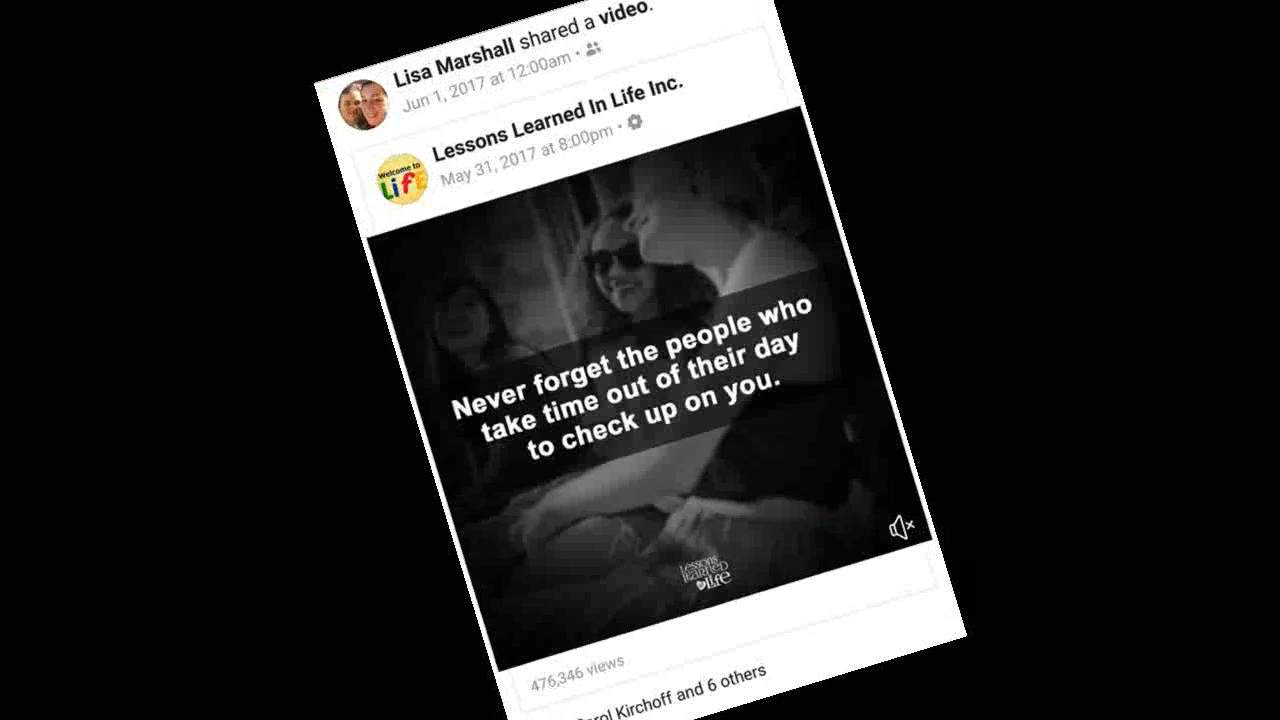 Lisa Marshall shared a video.
Jun 1, 2017 at 12:00am
Lessons Learned In Life Inc.
May 31, 2017 at 8:00pm
Welcome to
LiFE
Never forget the people who
take time out of their day
to check up on you.
Lessons
Learned
Life
476,346 views
Kirchoff and 6 others